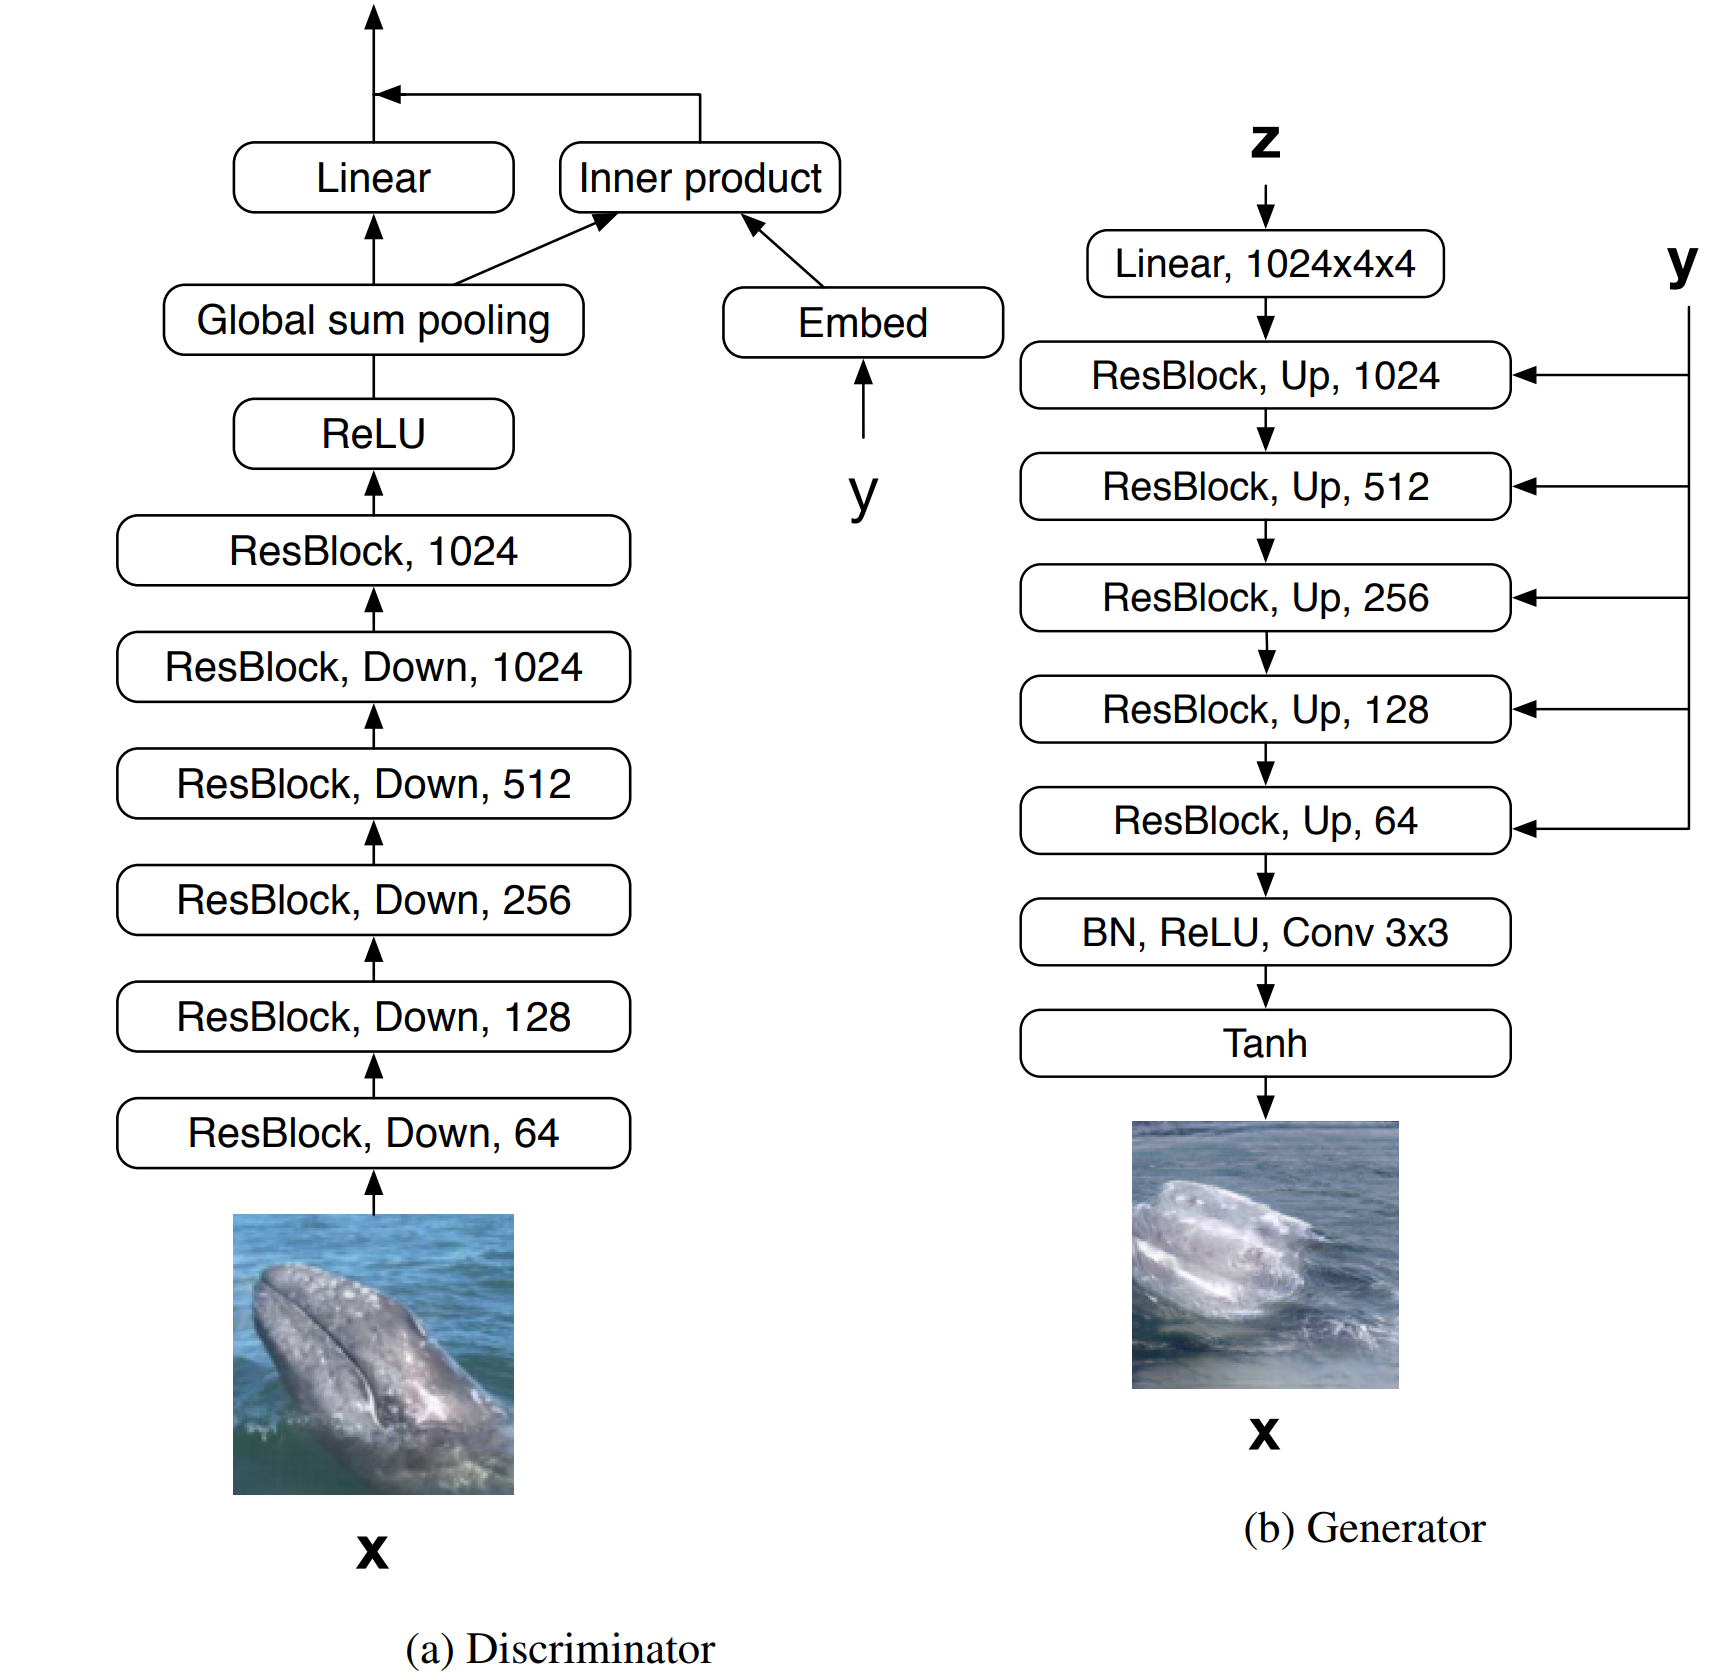 Linear
Inner product
Global sum pooling
Embed
ReLU
y
ResBlock, 1024
ResBlock, Down, 1024
ResBlock, Down, 512
ResBlock, Down, 256
ResBlock, Down, 128
ResBlock, Down, 64
x
(a) Discriminator
z
Linear, 1024x4x4
y
ResBlock, Up, 1024
ResBlock, Up, 512
ResBlock, Up, 256
ResBlock, Up, 128
ResBlock, Up, 64
BN, ReLU, Conv 3x3
Tanh
x
(b) Generator